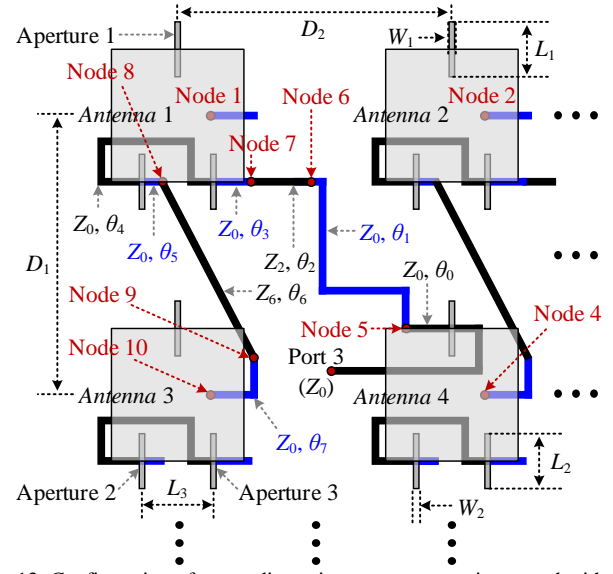 D₂
Aperture 1
W₁
L₁
Node 8
Node 1
Node 6
Node 2
Antenna 1
Antenna 2
Node 7
Z₀, θ₄
Z₀, θ₅
Z₀, θ₃
Z₂, θ₂
Z₀, θ₁
D₁
Z₆, θ₆
Z₀, θ₀
Node 9
Node 4
Node 5
Node 10
Port 3
(Z₀)
Antenna 3
Antenna 4
Z₀, θ₇
L₂
Aperture 2
L₃
Aperture 3
W₂